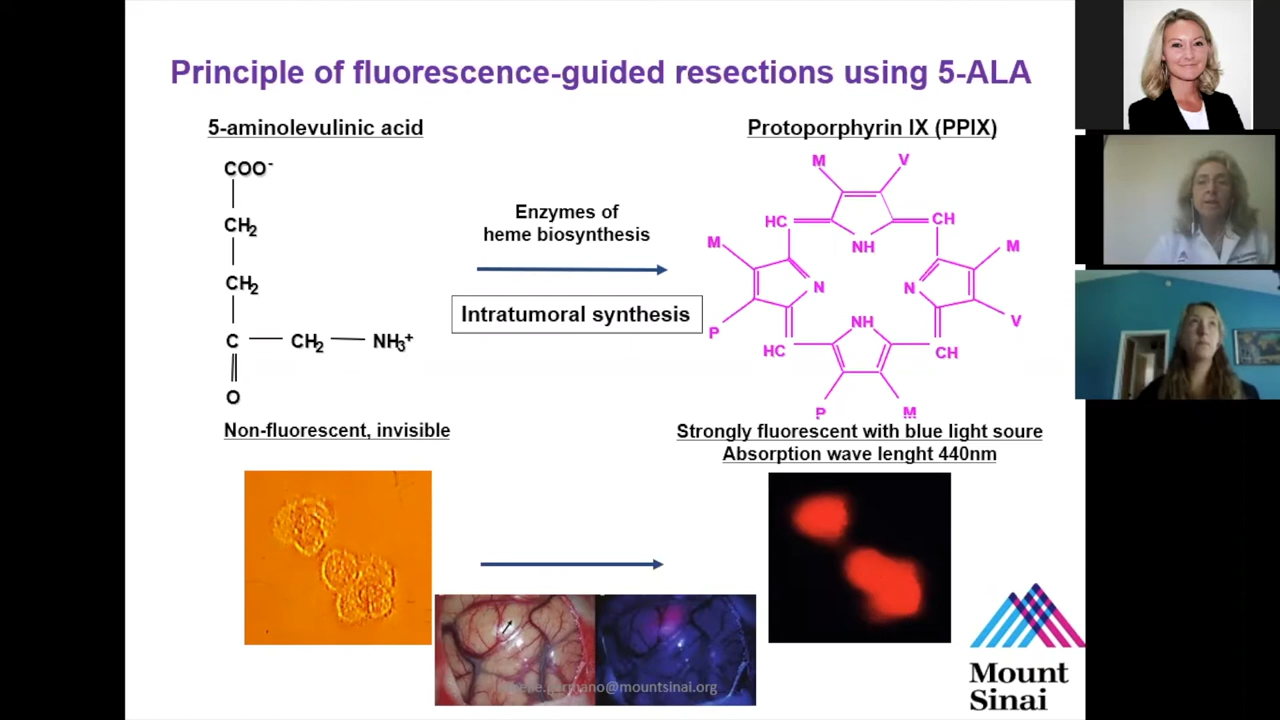 Principle of fluorescence-guided resections using 5-ALA
5-aminolevulinic acid
COO-
CH2
CH2
C CH2 NH3+
O
Non-fluorescent, invisible
Enzymes of
heme biosynthesis
Intratumoral synthesis
Protoporphyrin IX (PPIX)
M V
HC CH
NH
M M
N N
NH
P V
HC CH
P M
Strongly fluorescent with blue light soure
Absorption wave lenght 440nm
Mount
Sinai